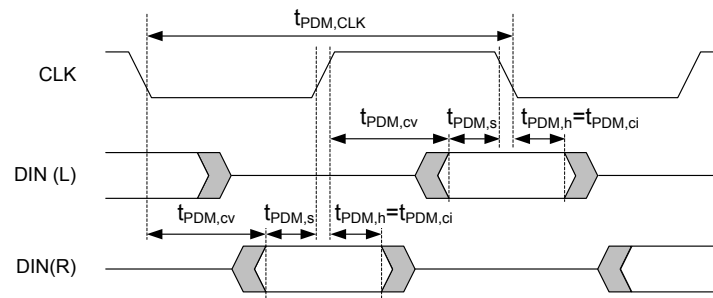 tPDM,CLK
CLK
tPDM,cv tPDM,s tPDM,h=tPDM,ci
DIN (L)
tPDM,cv tPDM,s tPDM,h=tPDM,ci
DIN(R)